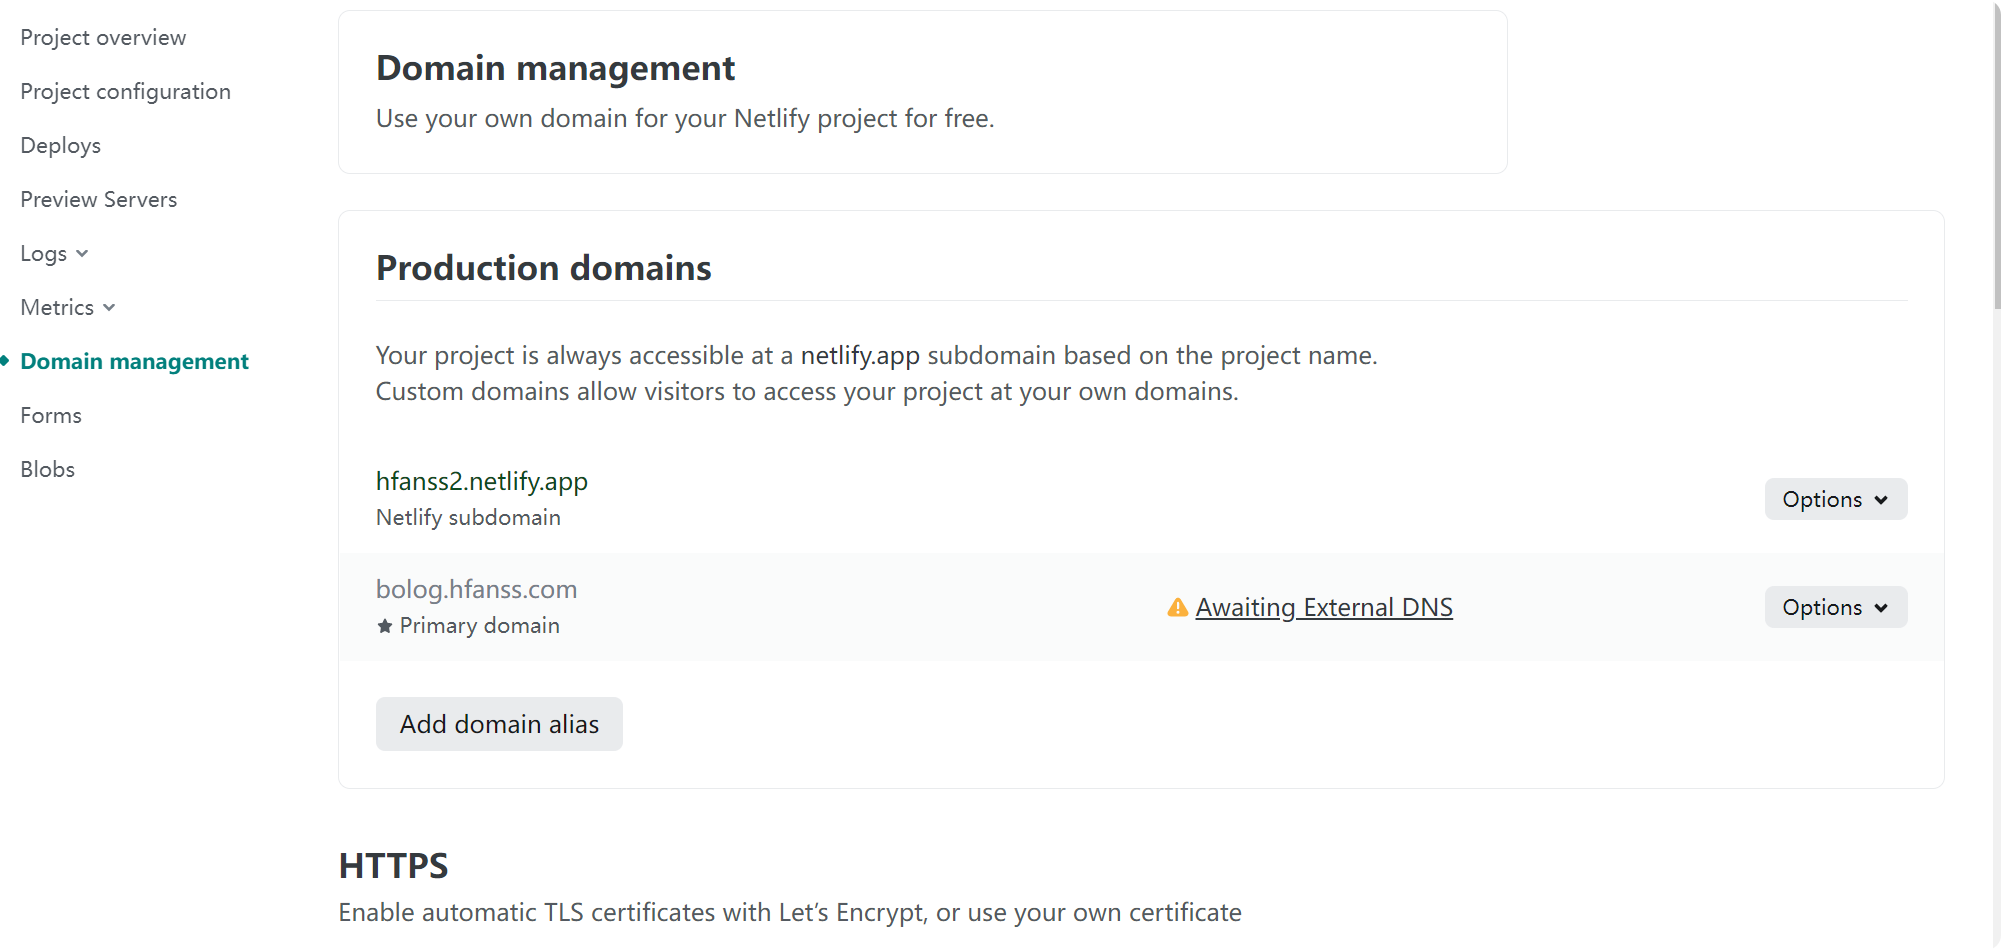 Project overview
Project configuration
Deploys
Preview Servers
Logs
Metrics
Domain management
Forms
Blobs
Domain management
Use your own domain for your Netlify project for free.
Production domains
Your project is always accessible at a netlify.app subdomain based on the project name.
Custom domains allow visitors to access your project at your own domains.
hfanss2.netlify.app
Netlify subdomain
Options
bolog.hfanss.com
Primary domain
Awaiting External DNS
Options
Add domain alias
HTTPS
Enable automatic TLS certificates with Let’s Encrypt, or use your own certificate